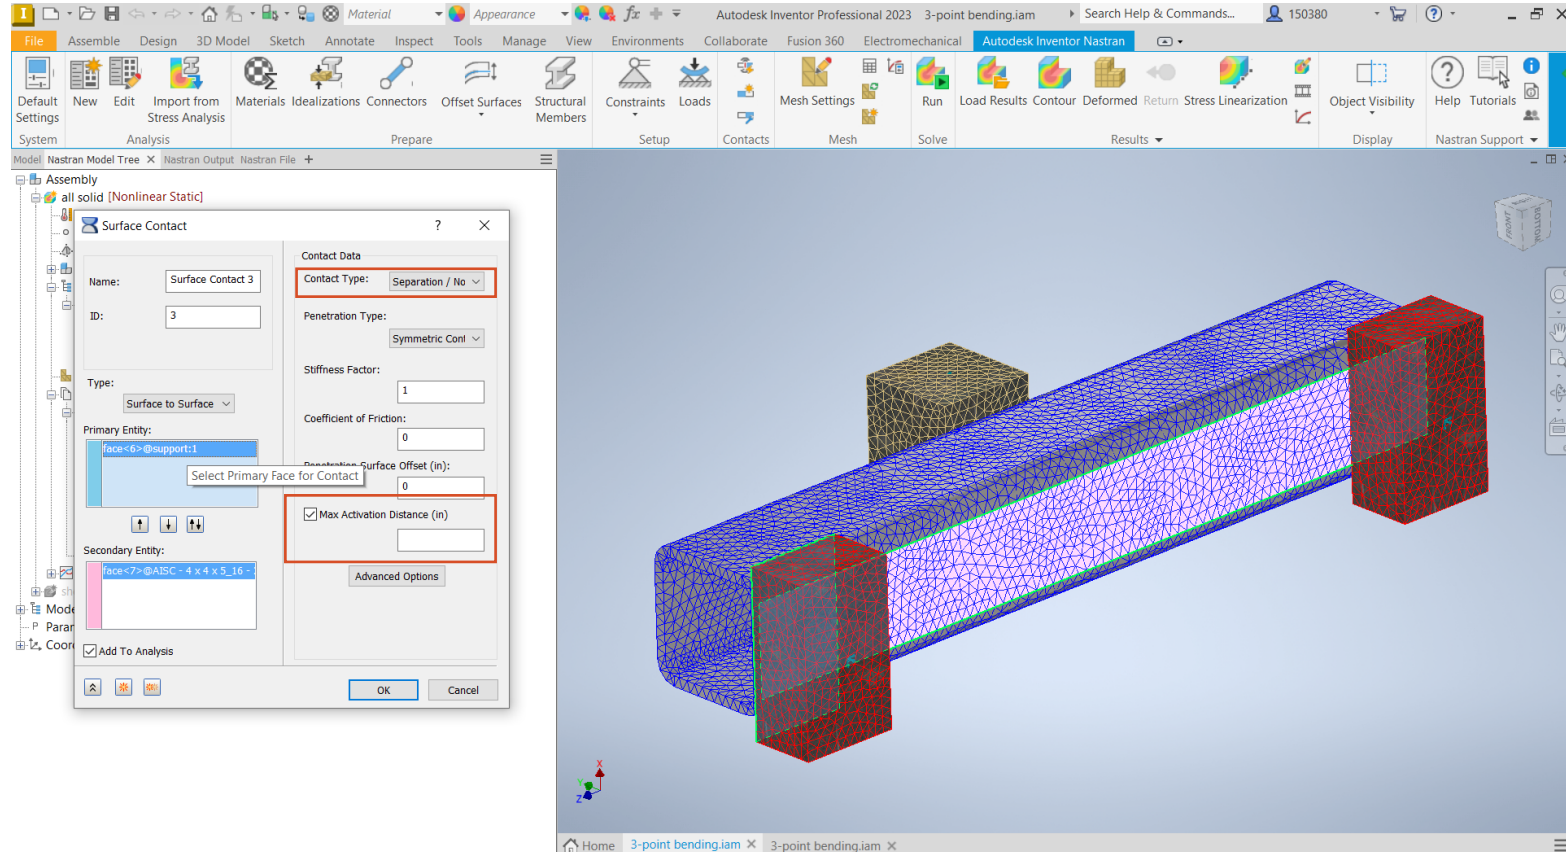 I Material Appearance fx Autodesk Inventor Professional 2023 3-point bending.iam Search Help & Commands... 150380
File Assemble Design 3D Model Sketch Annotate Inspect Tools Manage View Environments Collaborate Fusion 360 Electromechanical Autodesk Inventor Nastran
Default Settings New Edit Import from Stress Analysis Materials Idealizations Connectors Offset Surfaces Structural Members Constraints Loads Mesh Settings Run Load Results Contour Deformed Return Stress Linearization Object Visibility Help Tutorials
System Analysis Prepare Setup Contacts Mesh Solve Results Display Nastran Support
Model Nastran Model Tree Nastran Output Nastran File
Assembly
all solid [Nonlinear Static]
Surface Contact
Name: Surface Contact 3
ID: 3
Type:
Surface to Surface
Primary Entity:
face<6>@support:1
Select Primary Face for Contact
Secondary Entity:
face<7>@AISC - 4 x 4 x 5_16 -
Add To Analysis
Contact Data
Contact Type: Separation / No
Penetration Type:
Symmetric Cont
Stiffness Factor:
1
Coefficient of Friction:
0
Penetration Surface Offset (in):
0
Max Activation Distance (in)
Advanced Options
OK Cancel
Mode
Parar
Coor
FRONT
BOTTOM
X
Y
Z
Home 3-point bending.iam 3-point bending.iam